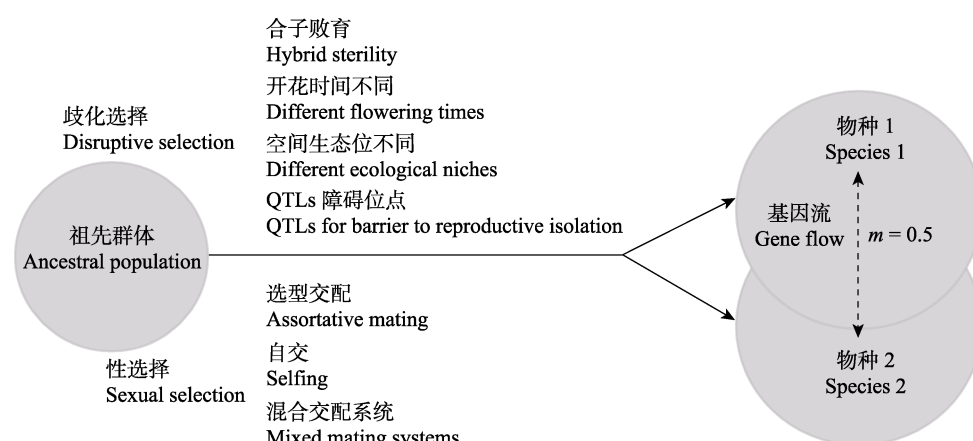 合子败育
Hybrid sterility
开花时间不同
Different flowering times
空间生态位不同
Different ecological niches
QTLs 障碍位点
QTLs for barrier to reproductive isolation
歧化选择
Disruptive selection
祖先群体
Ancestral population
性选择
Sexual selection
选型交配
Assortative mating
自交
Selfing
混合交配系统
Mixed mating systems
物种 1
Species 1
基因流
Gene flow
m = 0.5
物种 2
Species 2